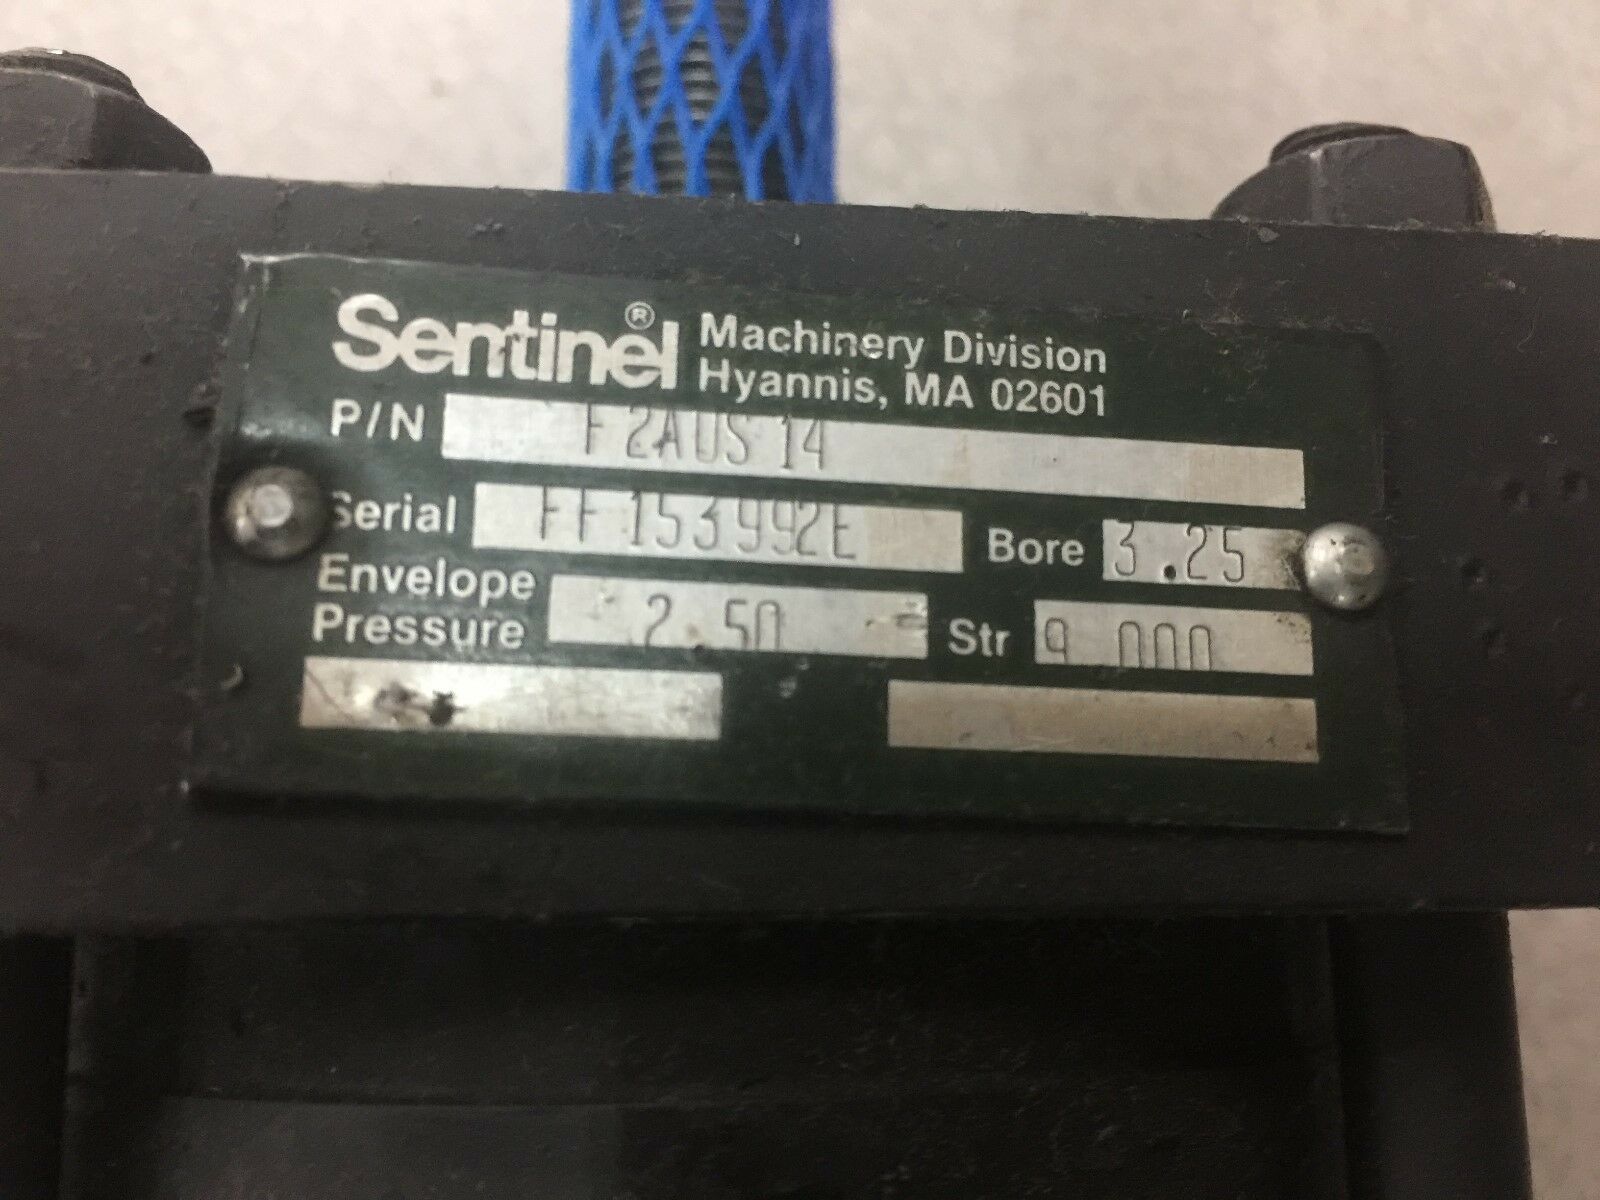 Sentinel® Machinery Division
Hyannis, MA 02601
P/N F2AUS14
Serial FF153992E Bore 3.25
Envelope
Pressure 2.50 Str 9 000